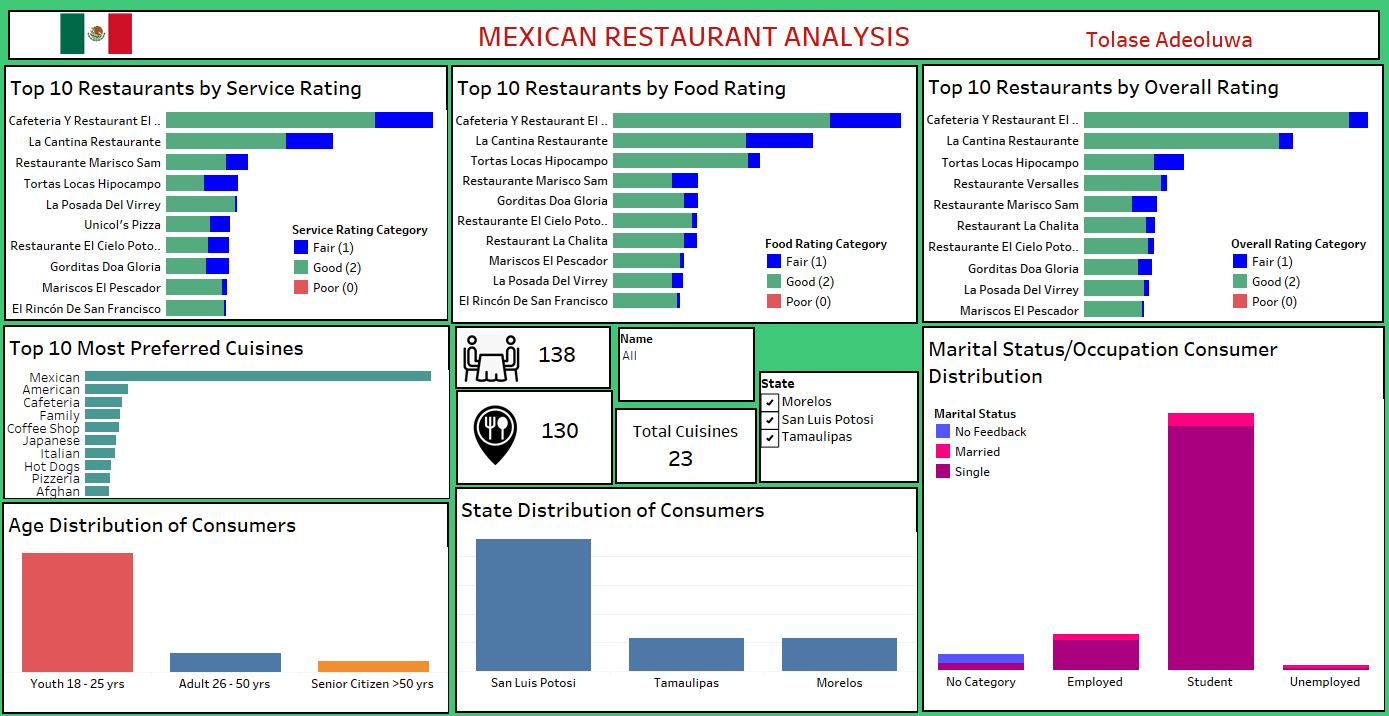 MEXICAN RESTAURANT ANALYSIS
Tolase Adeoluwa
Top 10 Restaurants by Service Rating
Cafeteria Y Restaurant El ..
La Cantina Restaurante
Restaurante Marisco Sam
Tortas Locas Hipocampo
La Posada Del Virrey
Unicol's Pizza
Restaurante El Cielo Poto..
Gorditas Doa Gloria
Mariscos El Pescador
El Rincón De San Francisco
Service Rating Category
Fair (1)
Good (2)
Poor (0)
Top 10 Restaurants by Food Rating
Cafeteria Y Restaurant El ..
La Cantina Restaurante
Tortas Locas Hipocampo
Restaurante Marisco Sam
Gorditas Doa Gloria
Restaurante El Cielo Poto..
Restaurant La Chalita
Mariscos El Pescador
La Posada Del Virrey
El Rincón De San Francisco
Food Rating Category
Fair (1)
Good (2)
Poor (0)
Top 10 Restaurants by Overall Rating
Cafeteria Y Restaurant El ..
La Cantina Restaurante
Tortas Locas Hipocampo
Restaurante Versalles
Restaurante Marisco Sam
Restaurant La Chalita
Restaurante El Cielo Poto..
Gorditas Doa Gloria
La Posada Del Virrey
Mariscos El Pescador
Overall Rating Category
Fair (1)
Good (2)
Poor (0)
Top 10 Most Preferred Cuisines
Mexican
American
Cafeteria
Family
Coffee Shop
Japanese
Italian
Hot Dogs
Pizzeria
Afghan
138
130
Name
All
Total Cuisines
23
State
Morelos
San Luis Potosi
Tamaulipas
Marital Status/Occupation Consumer
Distribution
Marital Status
No Feedback
Married
Single
No Category
Employed
Student
Unemployed
Age Distribution of Consumers
Youth 18 - 25 yrs
Adult 26 - 50 yrs
Senior Citizen >50 yrs
State Distribution of Consumers
San Luis Potosi
Tamaulipas
Morelos